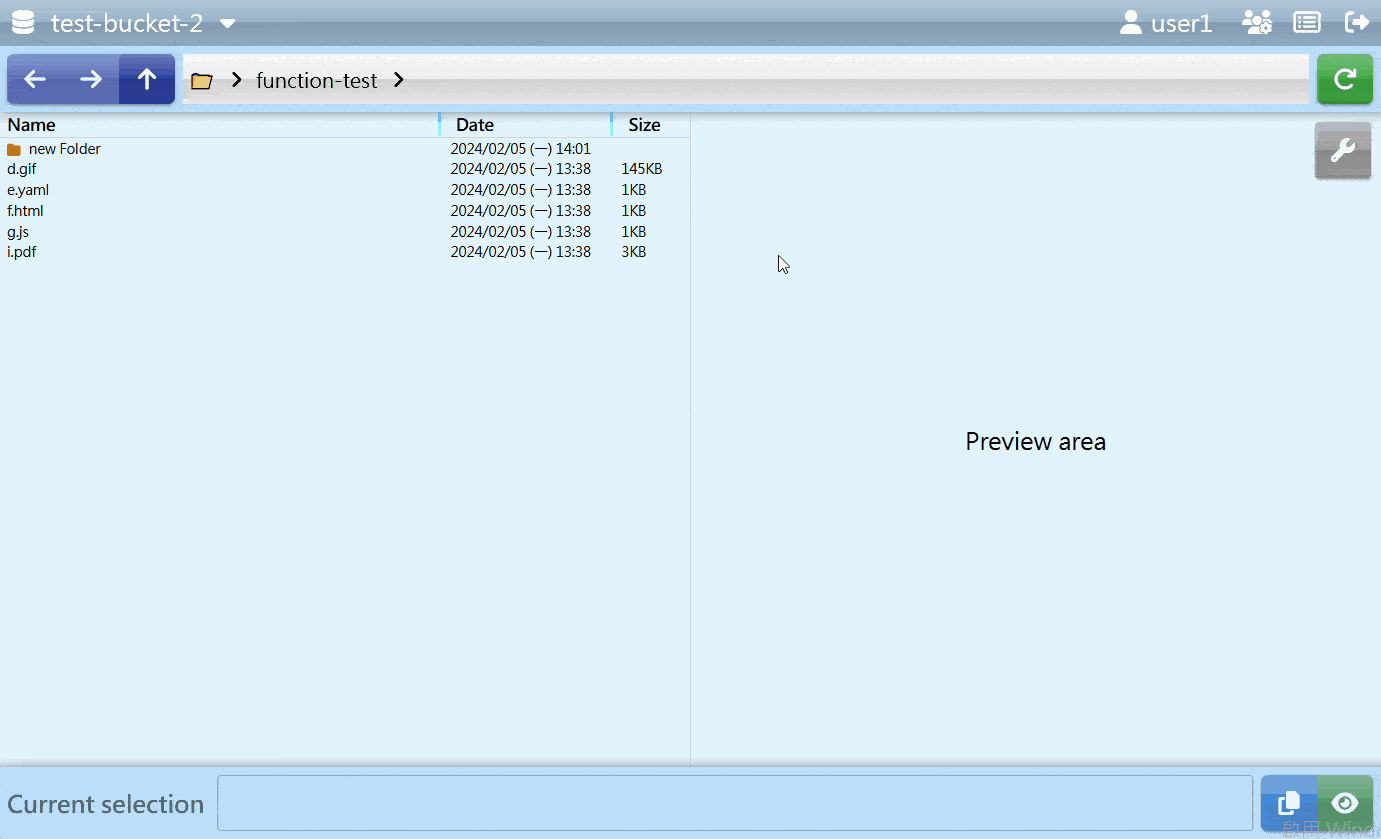 test-bucket-2 user1
function-test
Name Date Size
new Folder 2024/02/05 (一) 14:01
d.gif 2024/02/05 (一) 13:38 145KB
e.yaml 2024/02/05 (一) 13:38 1KB
f.html 2024/02/05 (一) 13:38 1KB
g.js 2024/02/05 (一) 13:38 1KB
i.pdf 2024/02/05 (一) 13:38 3KB
Preview area
Current selection